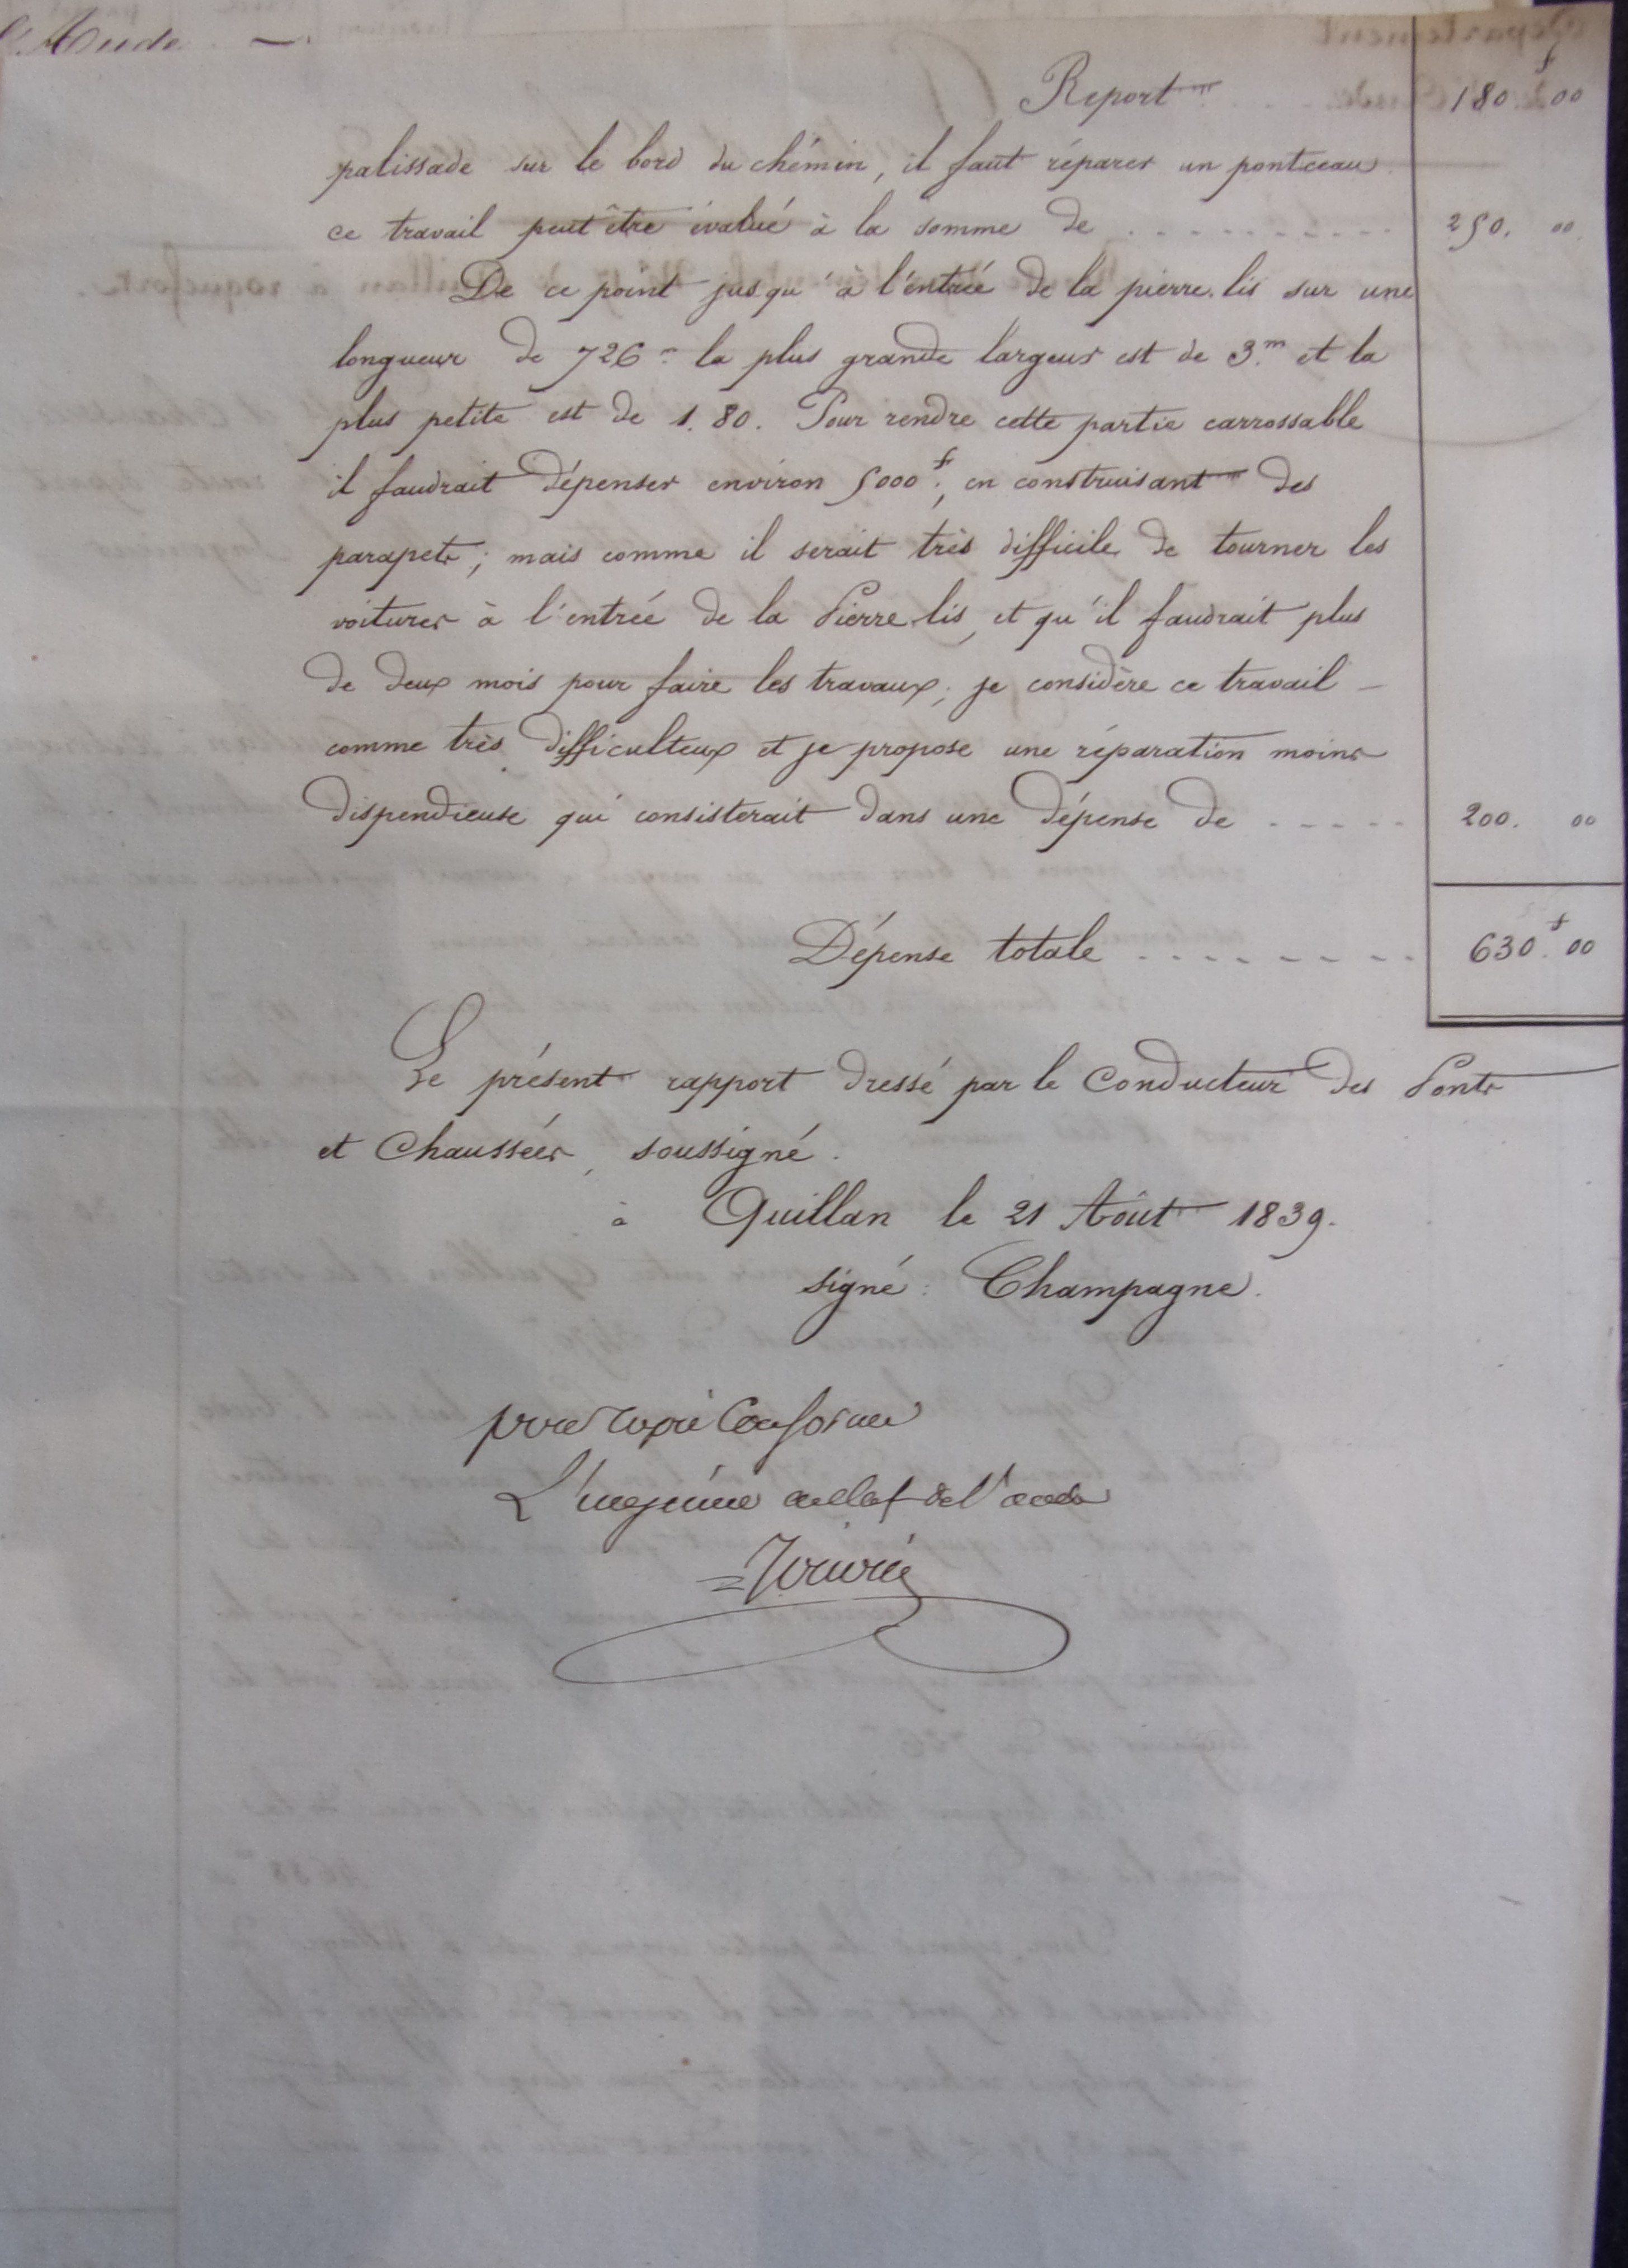 l'Aude —
Report 180 f 00
palissade sur le bord du chémin, il faut réparer un pontceau
ce travail peut être évalué à la somme de . . . . . . . . . . 250. 00.
De ce point jusqu'à l'entrée de la pierre-lis sur une
longueur de 726 m la plus grande largeur est de 3.m et la
plus petite est de 1.80. Pour rendre cette partie carrossable
il faudrait dépenser environ 5000 f, en construisant des
parapets; mais comme il serait très difficile de tourner les
voitures à l'entrée de la Pierre lis, et qu'il faudrait plus
de deux mois pour faire les travaux; je considère ce travail —
comme très difficulteux et je propose une réparation moins
dispendieuse qui consisterait dans une dépense de . . . . . 200. 00
Dépense totale . . . . . . . . 630 f. 00
Le présent rapport dressé par le Conducteur des Ponts
et Chaussées, soussigné.
à Quillan le 21 Aôut 1839.
signé: Champagne.
pour copie Conforme
L'ingénieur en chef de l'aude